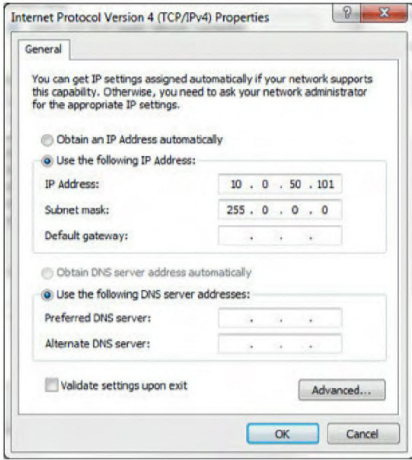 Internet Protocol Version 4 (TCP/IPv4) Properties
General
You can get IP settings assigned automatically if your network supports
this capability. Otherwise, you need to ask your network administrator
for the appropriate IP settings.
Obtain an IP Address automatically
Use the following IP Address:
IP Address: 10 . 0 . 50 . 101
Subnet mask: 255 . 0 . 0 . 0
Default gateway: . . .
Obtain DNS server address automatically
Use the following DNS server addresses:
Preferred DNS server: . . .
Alternate DNS server: . . .
Validate settings upon exit
Advanced...
OK Cancel